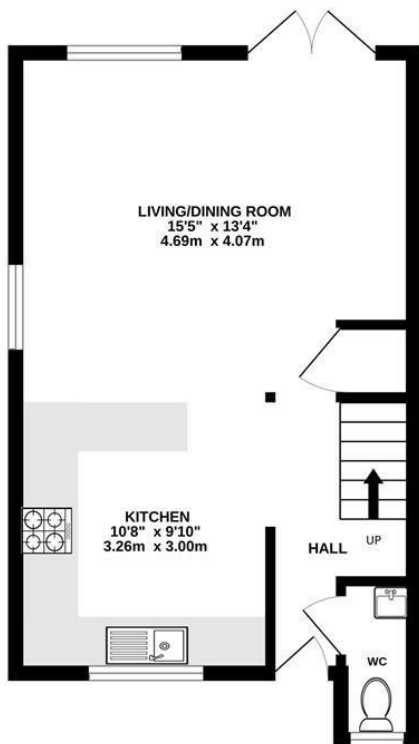 LIVING/DINING ROOM
15'5" x 13'4"
4.69m x 4.07m
KITCHEN
10'8" x 9'10"
3.26m x 3.00m
HALL
UP
WC